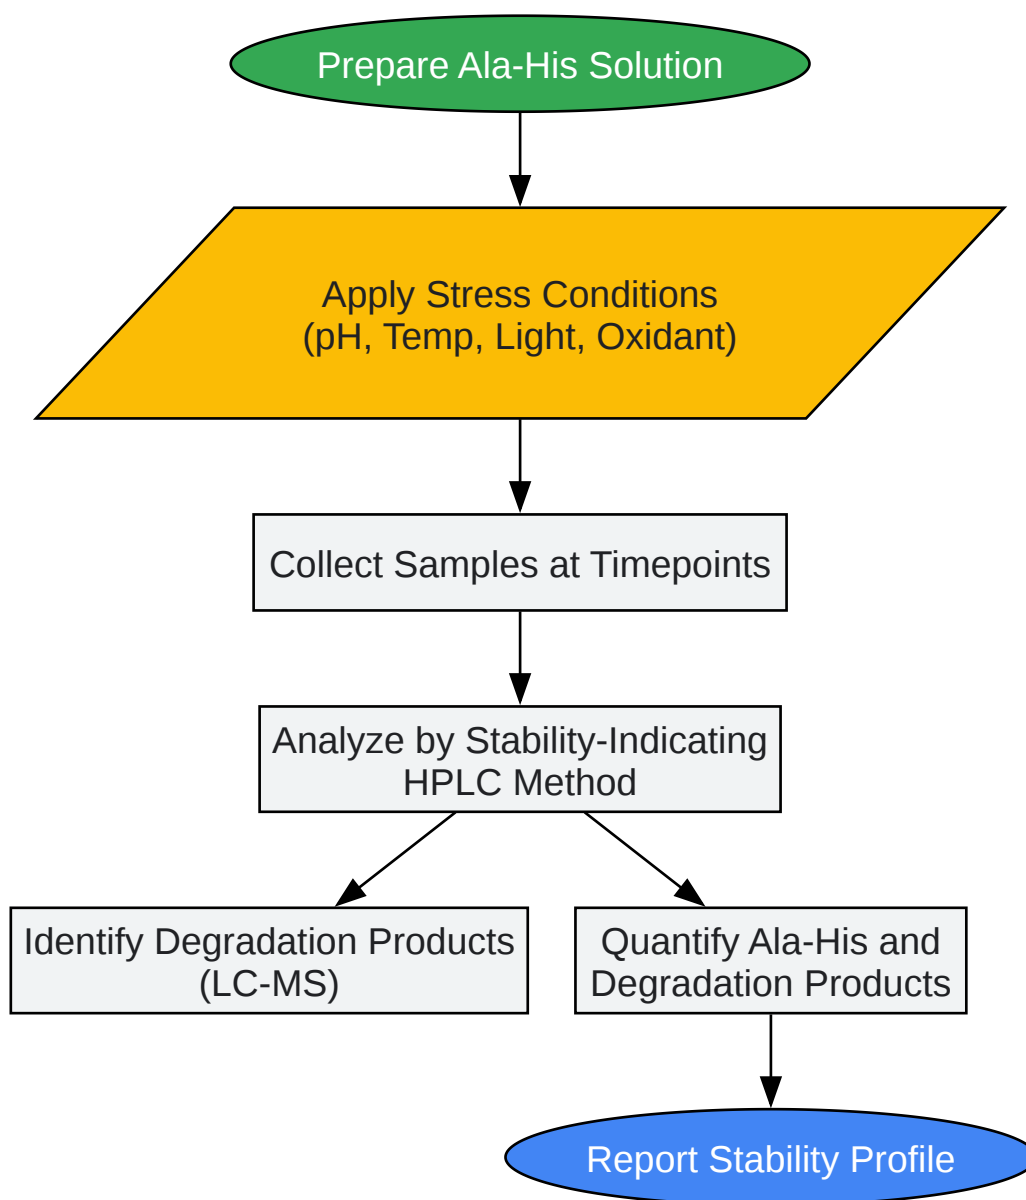 Prepare Ala-His Solution
Apply Stress Conditions
(pH, Temp, Light, Oxidant)
Collect Samples at Timepoints
Analyze by Stability-Indicating
HPLC Method
Identify Degradation Products
(LC-MS)
Quantify Ala-His and
Degradation Products
Report Stability Profile